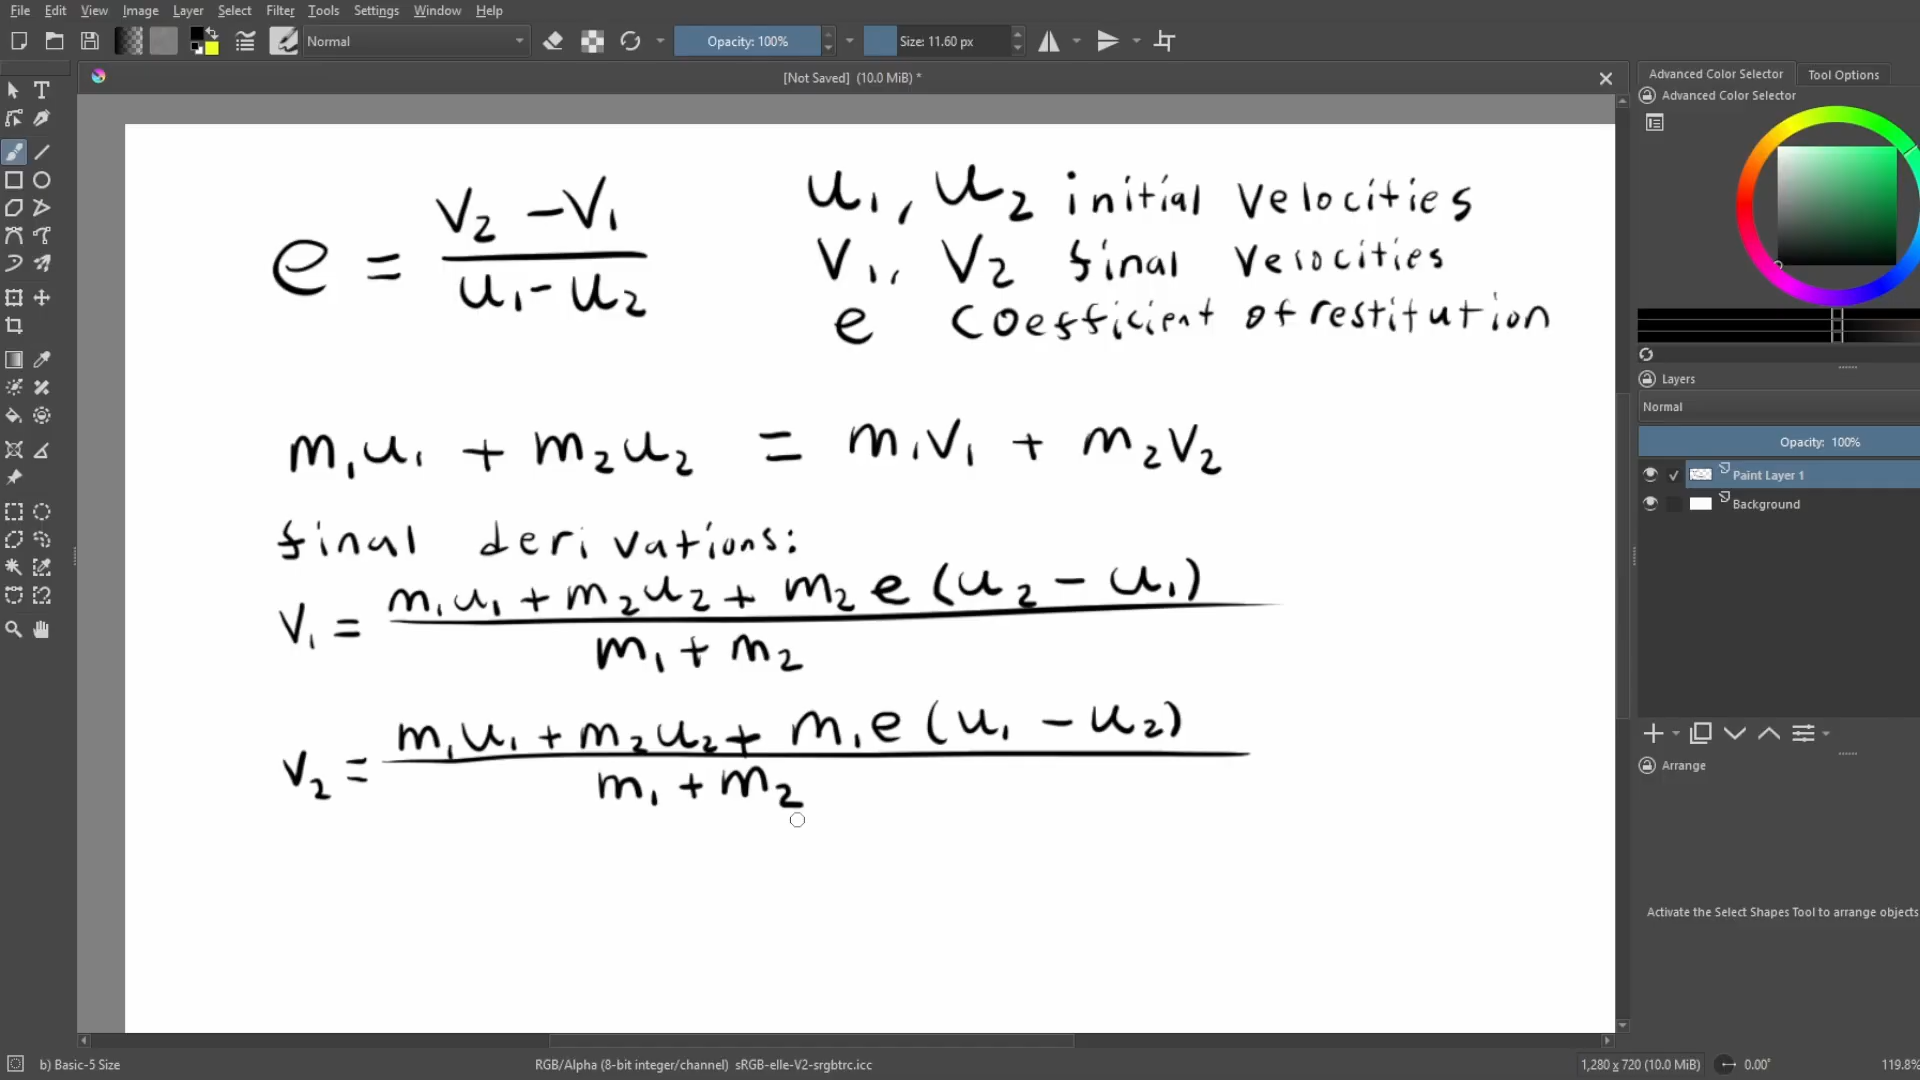 File Edit View Image Layer Select Filter Tools Settings Window Help
Normal Opacity: 100% Size: 11.60 px
[Not Saved] (10.0 MiB) *
Advanced Color Selector Tool Options
Advanced Color Selector
e = (v₂ - v₁) / (u₁ - u₂)
u₁, u₂ initial velocities
v₁, v₂ final velocities
e coefficient of restitution
m₁u₁ + m₂u₂ = m₁v₁ + m₂v₂
final derivations:
v₁ = (m₁u₁ + m₂u₂ + m₂e(u₂ - u₁)) / (m₁ + m₂)
v₂ = (m₁u₁ + m₂u₂ + m₁e(u₁ - u₂)) / (m₁ + m₂)
Layers
Normal
Opacity: 100%
Paint Layer 1
Background
Arrange
Activate the Select Shapes Tool to arrange objects
b) Basic-5 Size
RGB/Alpha (8-bit integer/channel) sRGB-elle-V2-srgbtrc.icc
1,280 x 720 (10.0 MiB) 0.00° 119.8%